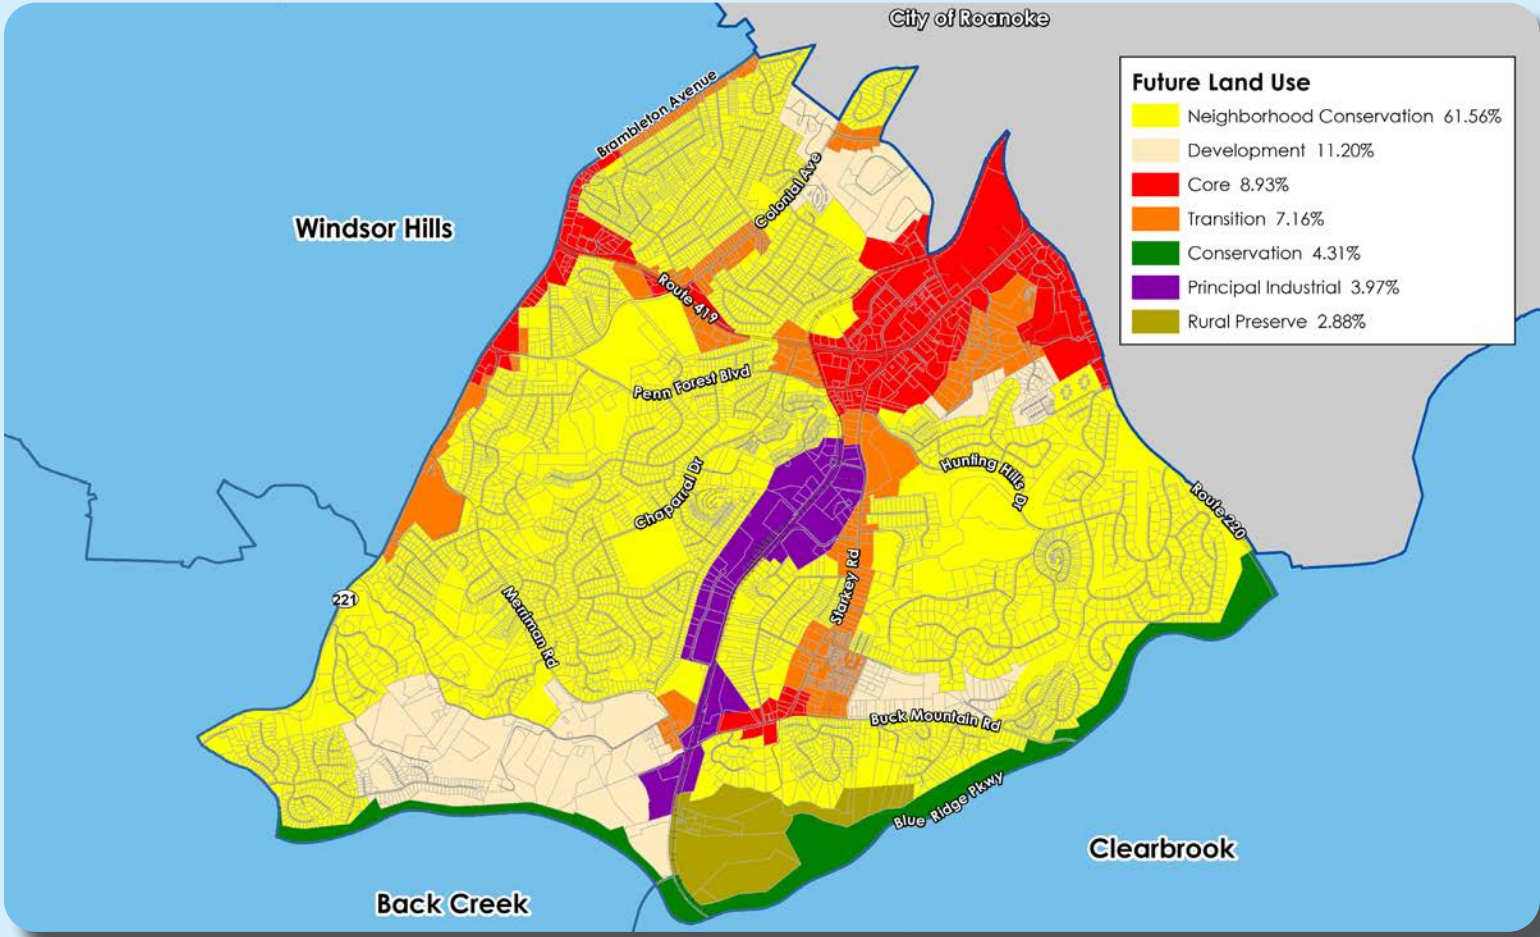 City of Roanoke
Future Land Use
Neighborhood Conservation 61.56%
Development 11.20%
Core 8.93%
Transition 7.16%
Conservation 4.31%
Principal Industrial 3.97%
Rural Preserve 2.88%
Brambleton Avenue
Colonial Ave
Windsor Hills
Route 419
Penn Forest Blvd
Hunting Hills Dr
Chaparral Dr
Route 220
Starkey Rd
221
Merriman Rd
Buck Mountain Rd
Blue Ridge Pkwy
Clearbrook
Back Creek